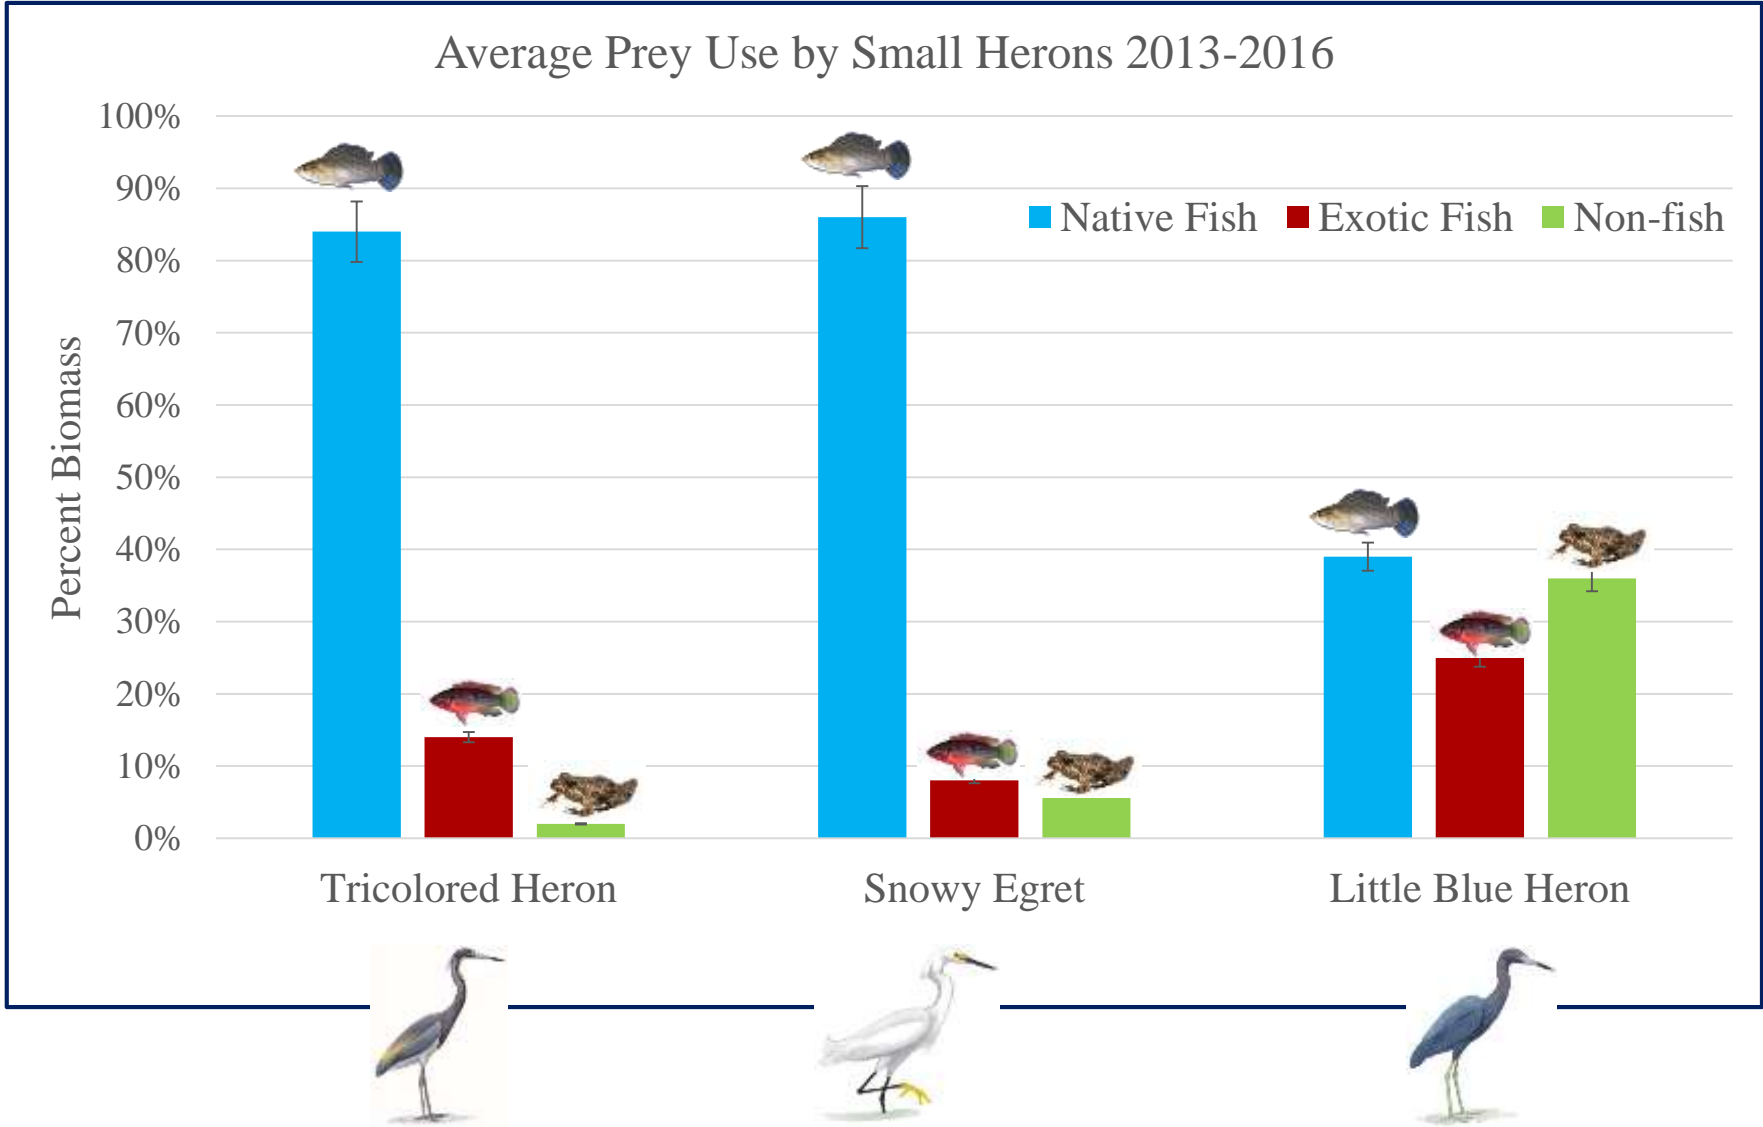 Average Prey Use by Small Herons 2013-2016
100%
90%
80%
70%
60%
50%
40%
30%
20%
10%
0%
Percent Biomass
Native Fish Exotic Fish Non-fish
Tricolored Heron Snowy Egret Little Blue Heron